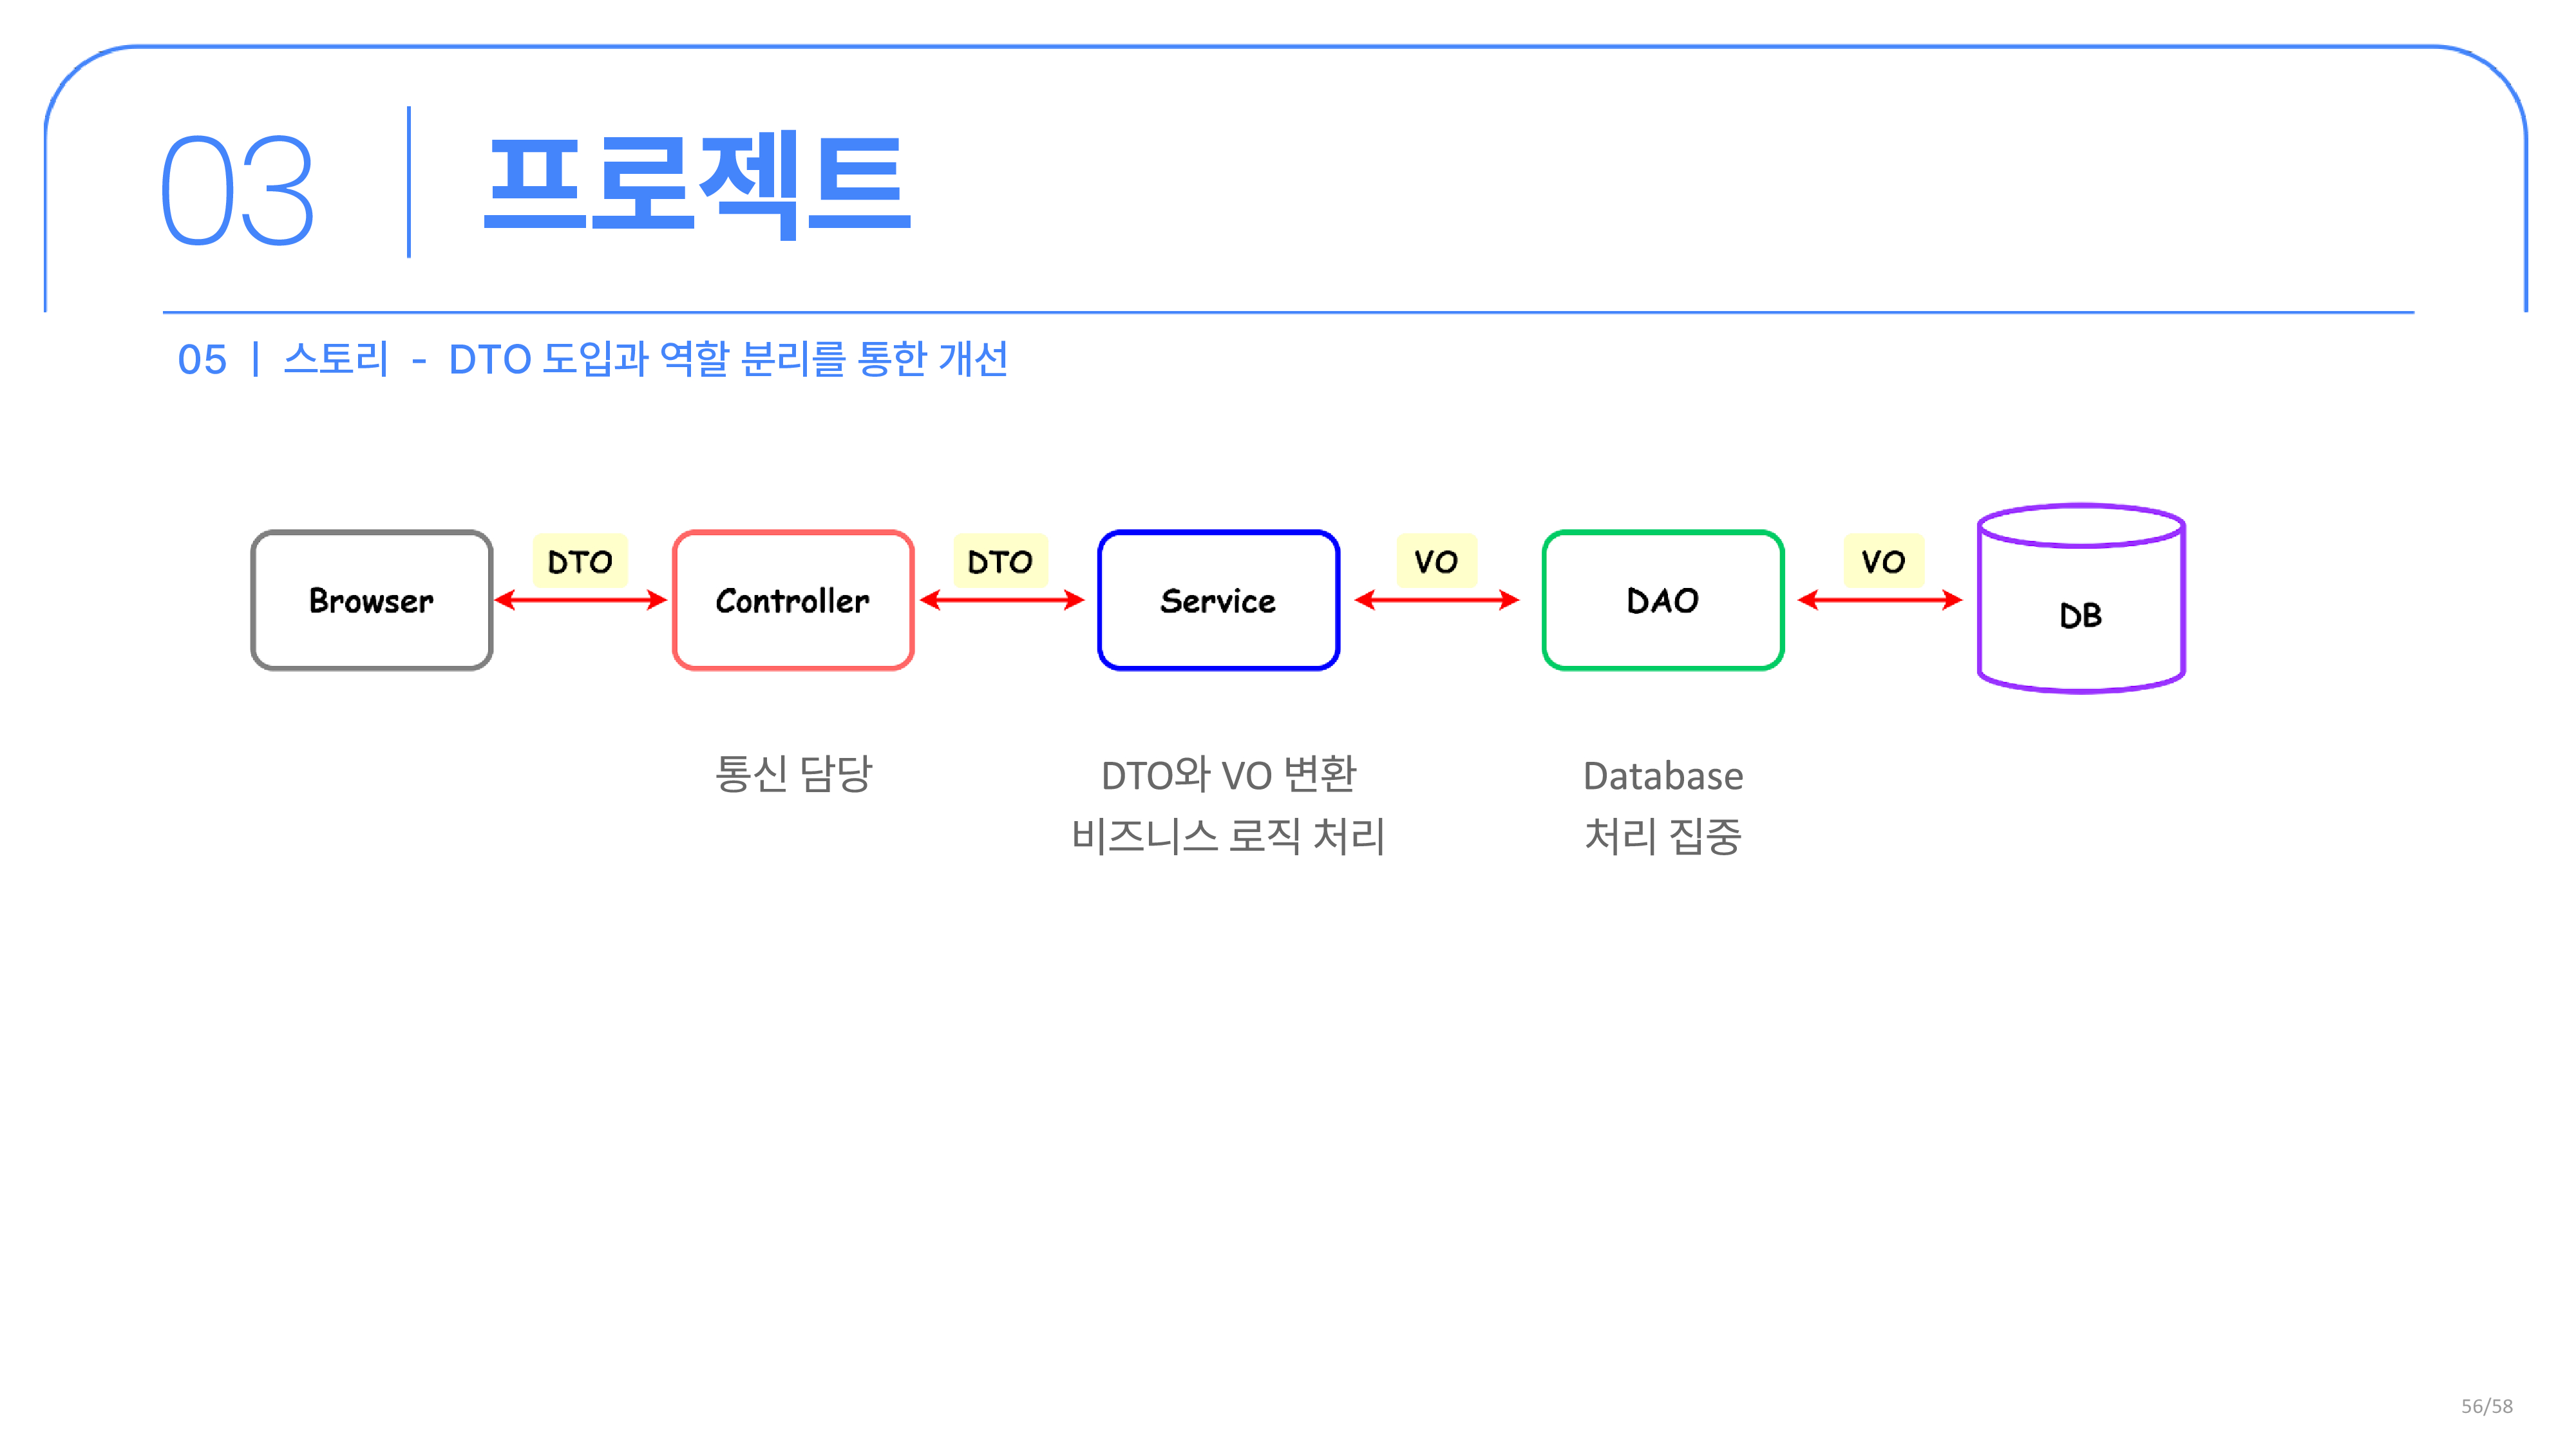 03 프로젝트
05 | 스토리 - DTO 도입과 역할 분리를 통한 개선
Browser DTO Controller DTO Service VO DAO VO DB
통신 담당
DTO와 VO 변환
비즈니스 로직 처리
Database
처리 집중
56/58